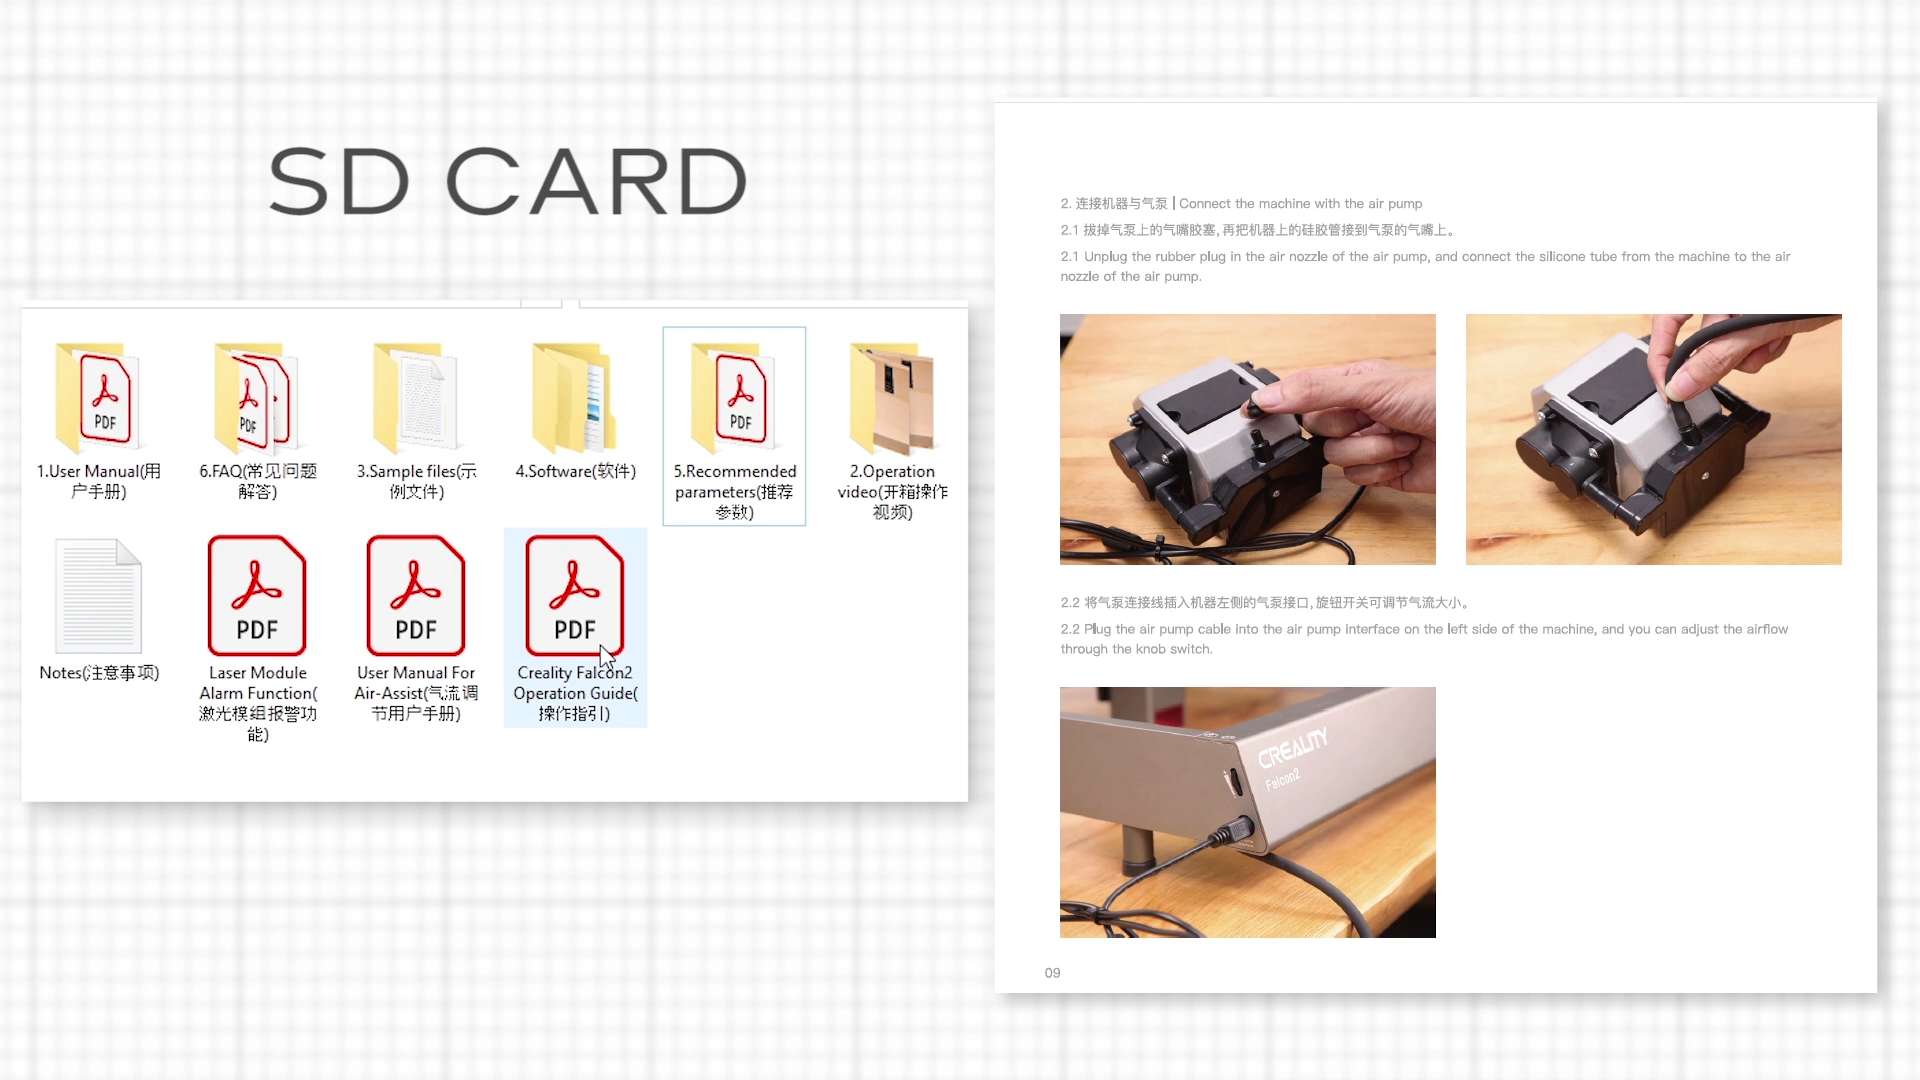 SD CARD
PDF
PDF
PDF
1.User Manual(用
户手册)
6.FAQ(常见问题
解答)
3.Sample files(示
例文件)
4.Software(软件)
5.Recommended
parameters(推荐
参数)
2.Operation
video(开箱操作
视频)
PDF
PDF
PDF
Notes(注意事项)
Laser Module
Alarm Function(
激光模组报警功
能)
User Manual For
Air-Assist(气流调
节用户手册)
Creality Falcon2
Operation Guide(
操作指引)
2. 连接机器与气泵 | Connect the machine with the air pump
2.1 拔掉气泵上的气嘴胶塞,再把机器上的硅胶管接到气泵的气嘴上。
2.1 Unplug the rubber plug in the air nozzle of the air pump, and connect the silicone tube from the machine to the air
nozzle of the air pump.
2.2 将气泵连接线插入机器左侧的气泵接口,旋钮开关可调节气流大小。
2.2 Plug the air pump cable into the air pump interface on the left side of the machine, and you can adjust the airflow
through the knob switch.
CREALITY
Falcon2
09